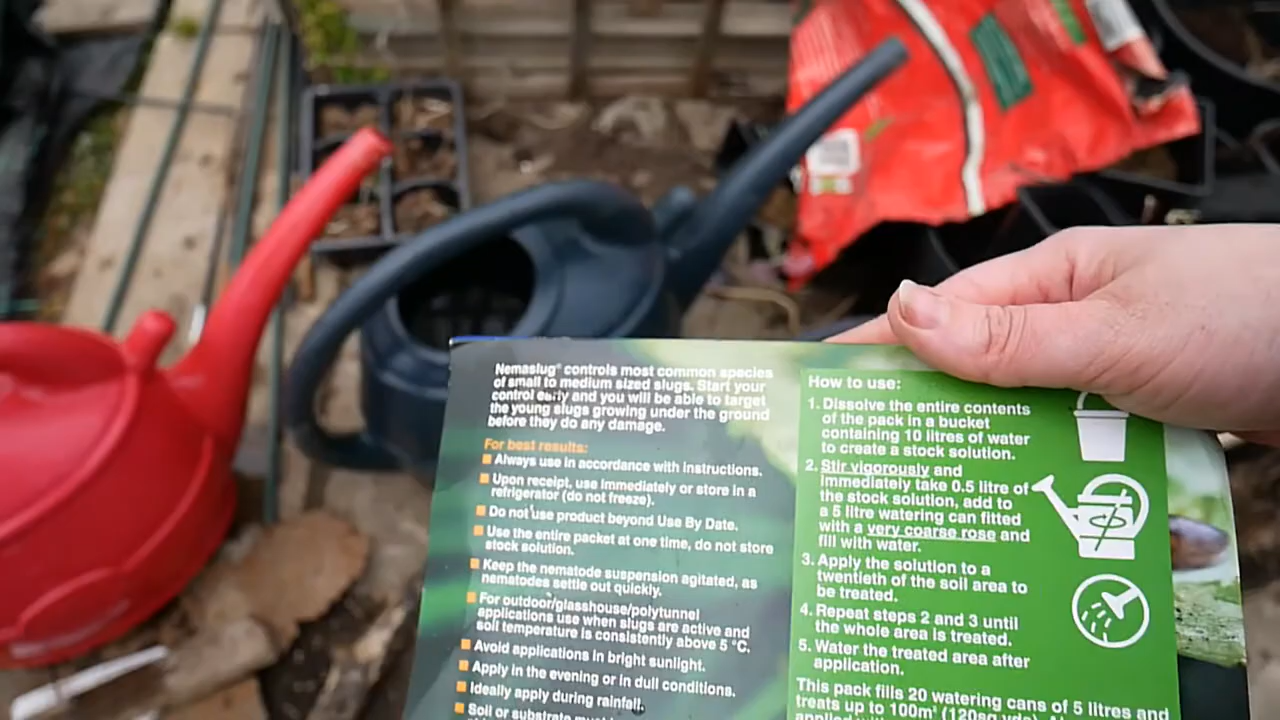 Nemaslug® controls most common species
of small to medium sized slugs. Start your
control early and you will be able to target
the young slugs growing under the ground
before they do any damage.
For best results:
Always use in accordance with instructions.
Upon receipt, use immediately or store in a
refrigerator (do not freeze).
Do not use product beyond Use By Date.
Use the entire packet at one time, do not store
stock solution.
Keep the nematode suspension agitated, as
nematodes settle out quickly.
For outdoor/glasshouse/polytunnel
applications use when slugs are active and
soil temperature is consistently above 5 °C.
Avoid applications in bright sunlight.
Apply in the evening or in dull conditions.
Ideally apply during rainfall.
Soil or substrate must
How to use:
1. Dissolve the entire contents
of the pack in a bucket
containing 10 litres of water
to create a stock solution.
2. Stir vigorously and
immediately take 0.5 litre of
the stock solution, add to
a 5 litre watering can fitted
with a very coarse rose and
fill with water.
3. Apply the solution to a
twentieth of the soil area to
be treated.
4. Repeat steps 2 and 3 until
the whole area is treated.
5. Water the treated area after
application.
This pack fills 20 watering cans of 5 litres and
treats up to 100m² (120sq yds).